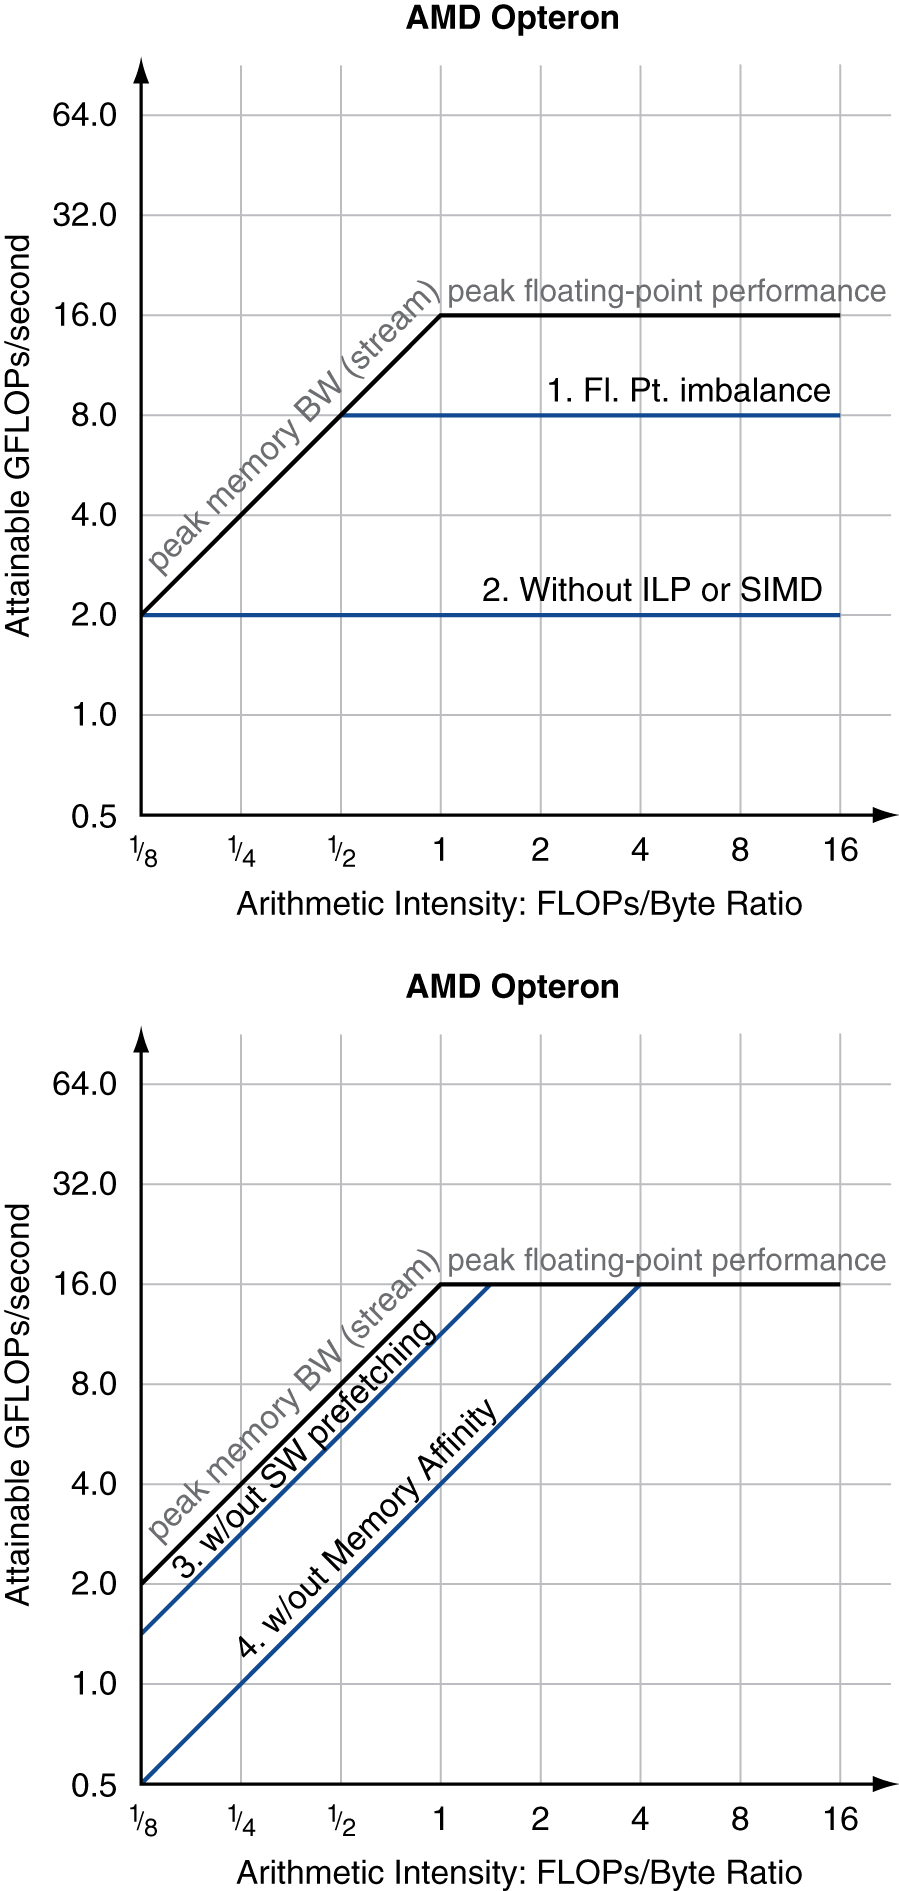 AMD Opteron
64.0
32.0
16.0
8.0
4.0
2.0
1.0
0.5
Attainable GFLOPs/second
peak memory BW (stream)
peak floating-point performance
1. Fl. Pt. imbalance
2. Without ILP or SIMD
1/8 1/4 1/2 1 2 4 8 16
Arithmetic Intensity: FLOPs/Byte Ratio
AMD Opteron
64.0
32.0
16.0
8.0
4.0
2.0
1.0
0.5
Attainable GFLOPs/second
peak memory BW (stream)
peak floating-point performance
3. w/out SW prefetching
4. w/out Memory Affinity
1/8 1/4 1/2 1 2 4 8 16
Arithmetic Intensity: FLOPs/Byte Ratio